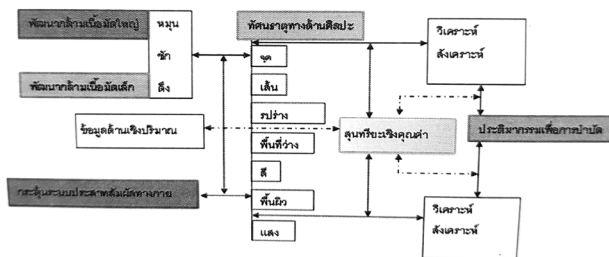 พัฒนากล้ามเนื้อมัดใหญ่
หมุน
ชัก
ดึง
พัฒนากล้ามเนื้อมัดเล็ก
ข้อมูลด้านเชิงปริมาณ
กระตุ้นระบบประสาทสัมผัสทางกาย
ทัศนธาตุทางด้านศิลปะ
จุด
เส้น
รูปร่าง
พื้นที่ว่าง
สี
พื้นผิว
แสง
สุนทรียะเชิงคุณค่า
วิเคราะห์
สังเคราะห์
ประติมากรรมเพื่อการบำบัด
วิเคราะห์
สังเคราะห์